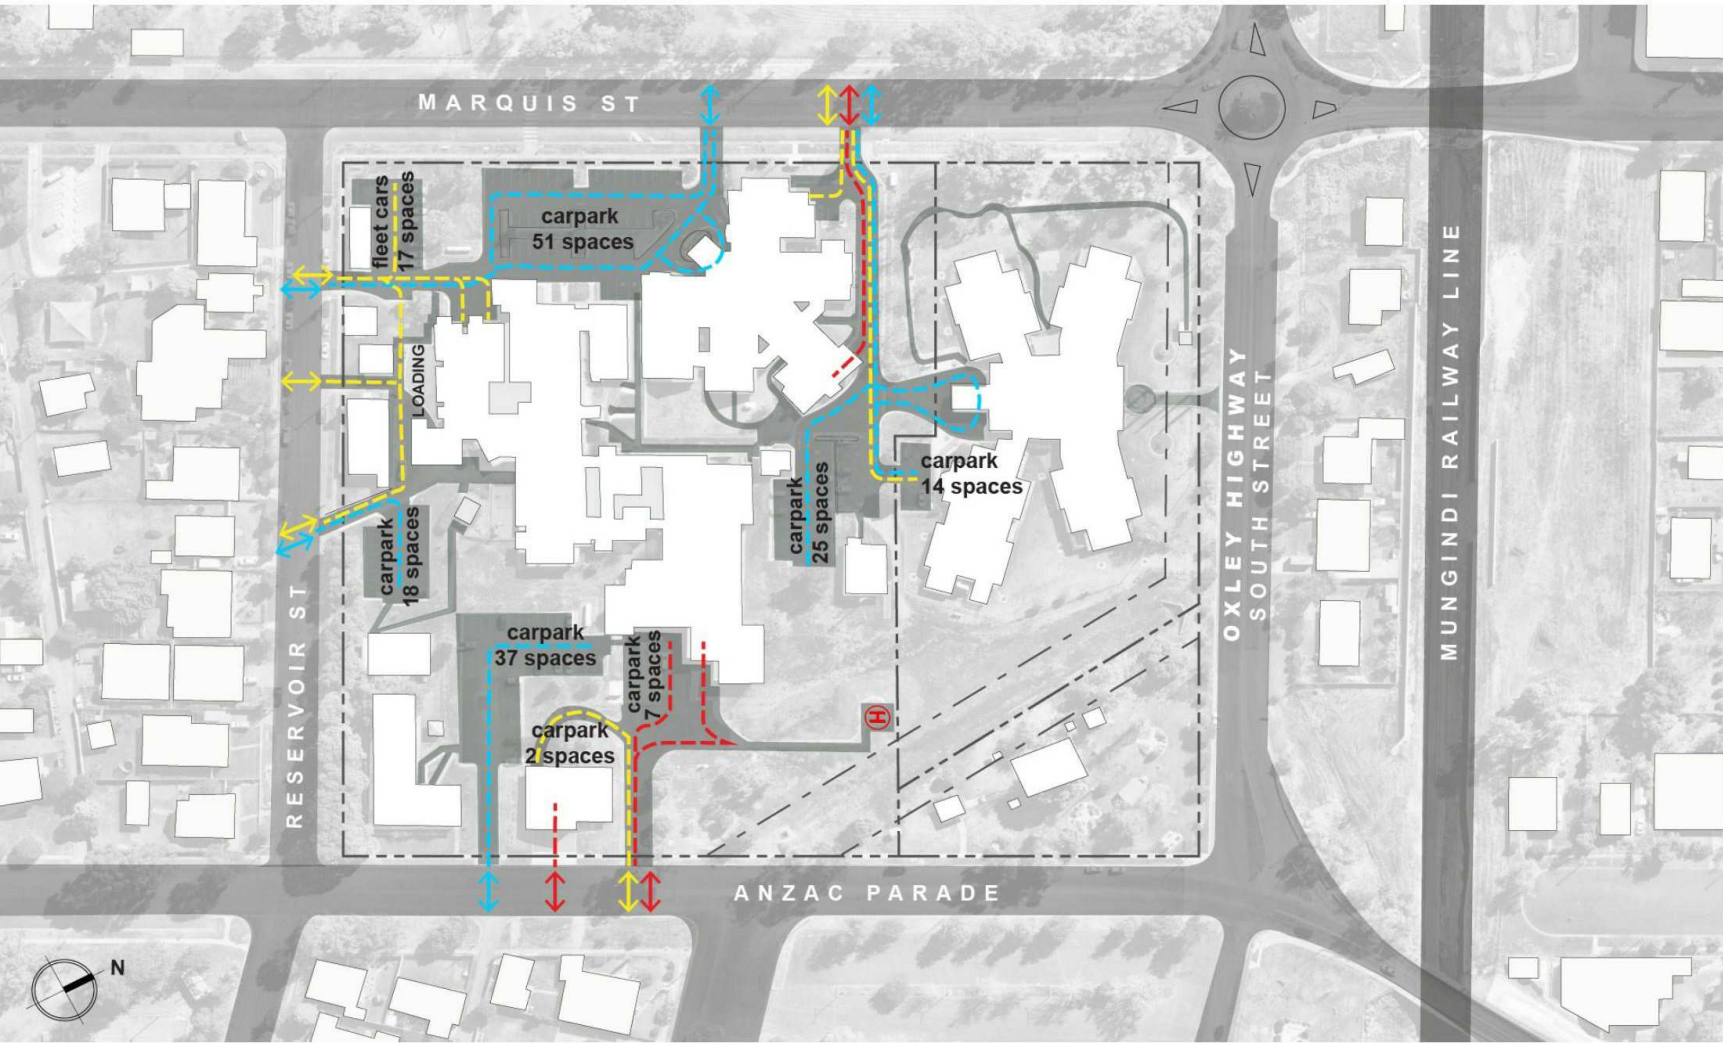 MARQUIS ST
fleet cars
17 spaces
carpark
51 spaces
LOADING
carpark
14 spaces
carpark
25 spaces
carpark
18 spaces
carpark
37 spaces
carpark
7 spaces
carpark
2 spaces
H
RESERVOIR ST
OXLEY HIGHWAY
SOUTH STREET
MUNGINDI RAILWAY LINE
ANZAC PARADE
N